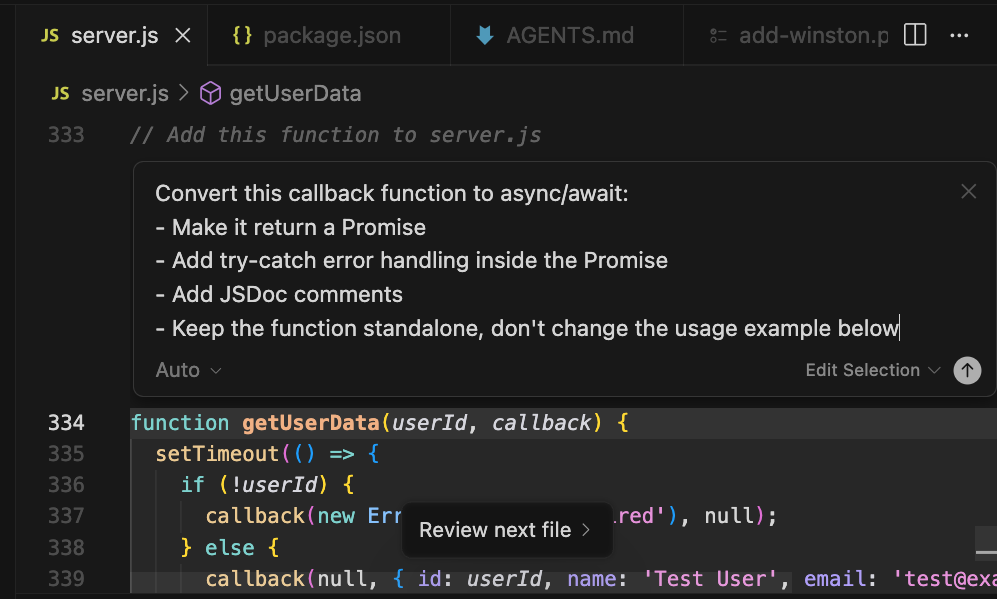 JS server.js
{} package.json
AGENTS.md
add-winston.p
JS server.js > getUserData
333 // Add this function to server.js
Convert this callback function to async/await:
- Make it return a Promise
- Add try-catch error handling inside the Promise
- Add JSDoc comments
- Keep the function standalone, don't change the usage example below
Auto
Edit Selection
334 function getUserData(userId, callback) {
335 setTimeout(() => {
336 if (!userId) {
337 callback(new Err red'), null);
Review next file >
338 } else {
339 callback(null, { id: userId, name: 'Test User', email: 'test@exa